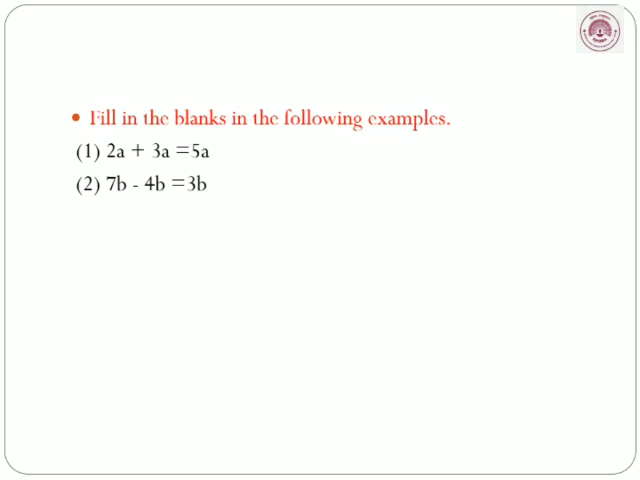 Fill in the blanks in the following examples.
(1) 2a + 3a =5a
(2) 7b - 4b =3b